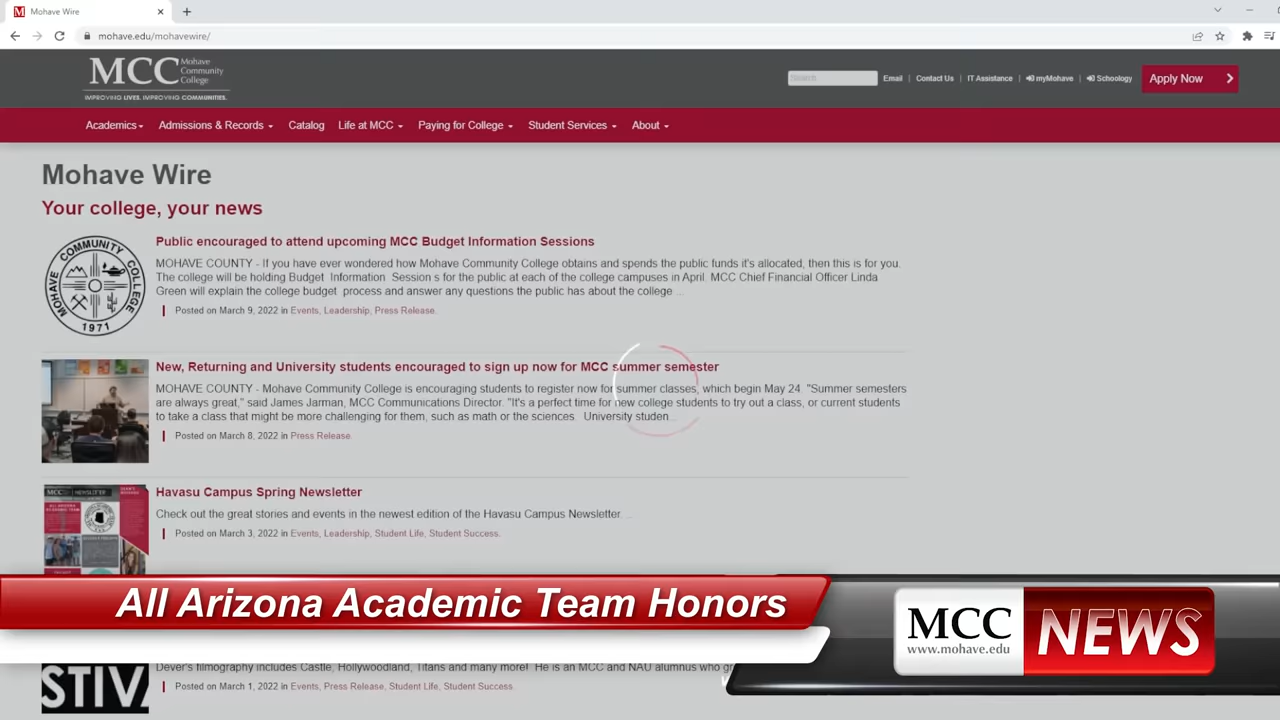 Mohave Wire
mohave.edu/mohavewire/
MCC Mohave Community College
IMPROVING LIVES. IMPROVING COMMUNITIES.
Search
Email | Contact Us | IT Assistance | myMohave | Schoology
Apply Now
Academics Admissions & Records Catalog Life at MCC Paying for College Student Services About
Mohave Wire
Your college, your news
MOHAVE COMMUNITY COLLEGE
1971
Public encouraged to attend upcoming MCC Budget Information Sessions
MOHAVE COUNTY - If you have ever wondered how Mohave Community College obtains and spends the public funds it's allocated, then this is for you.
The college will be holding Budget Information Session s for the public at each of the college campuses in April. MCC Chief Financial Officer Linda
Green will explain the college budget process and answer any questions the public has about the college ...
Posted on March 9, 2022 in Events, Leadership, Press Release.
New, Returning and University students encouraged to sign up now for MCC summer semester
MOHAVE COUNTY - Mohave Community College is encouraging students to register now for summer classes, which begin May 24. "Summer semesters
are always great," said James Jarman, MCC Communications Director. "It's a perfect time for new college students to try out a class, or current students
to take a class that might be more challenging for them, such as math or the sciences. University studen...
Posted on March 8, 2022 in Press Release.
MCC NEWSLETTER
ALL ARIZONA
ACADEMIC TEAM
Havasu Campus Spring Newsletter
Check out the great stories and events in the newest edition of the Havasu Campus Newsletter. ...
Posted on March 3, 2022 in Events, Leadership, Student Life, Student Success.
All Arizona Academic Team Honors
MCC
www.mohave.edu
NEWS
Dever's filmography includes Castle, Hollywoodland, Titans and many more! He is an MCC and NAU alumnus who
STIVA
Posted on March 1, 2022 in Events, Press Release, Student Life, Student Success.